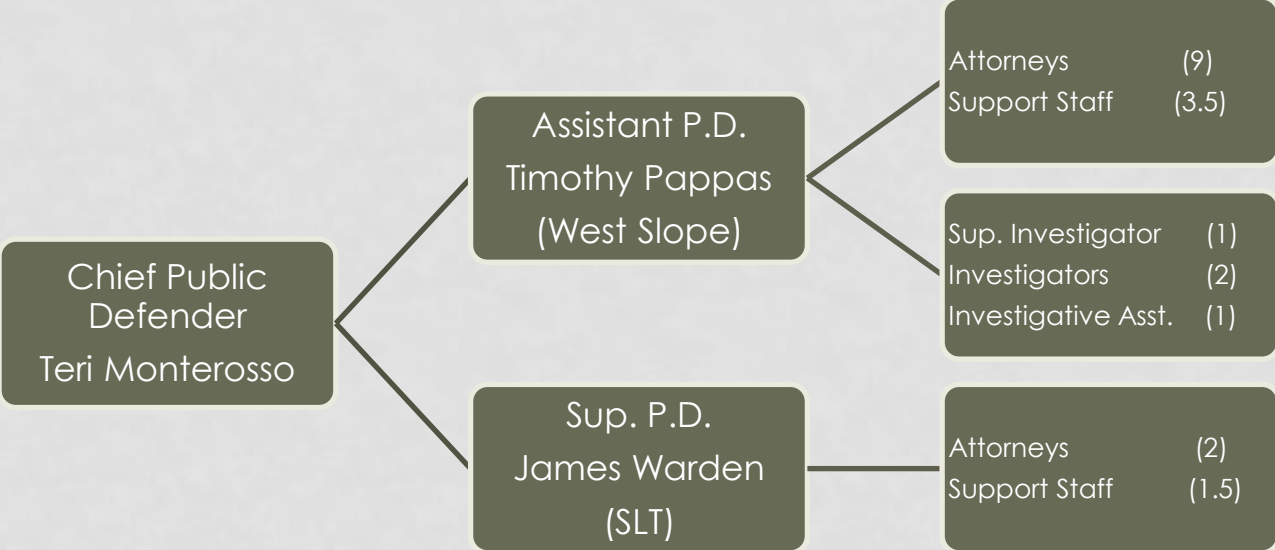 Chief Public
Defender
Teri Monterosso
Assistant P.D.
Timothy Pappas
(West Slope)
Sup. P.D.
James Warden
(SLT)
Attorneys (9)
Support Staff (3.5)
Sup. Investigator (1)
Investigators (2)
Investigative Asst. (1)
Attorneys (2)
Support Staff (1.5)